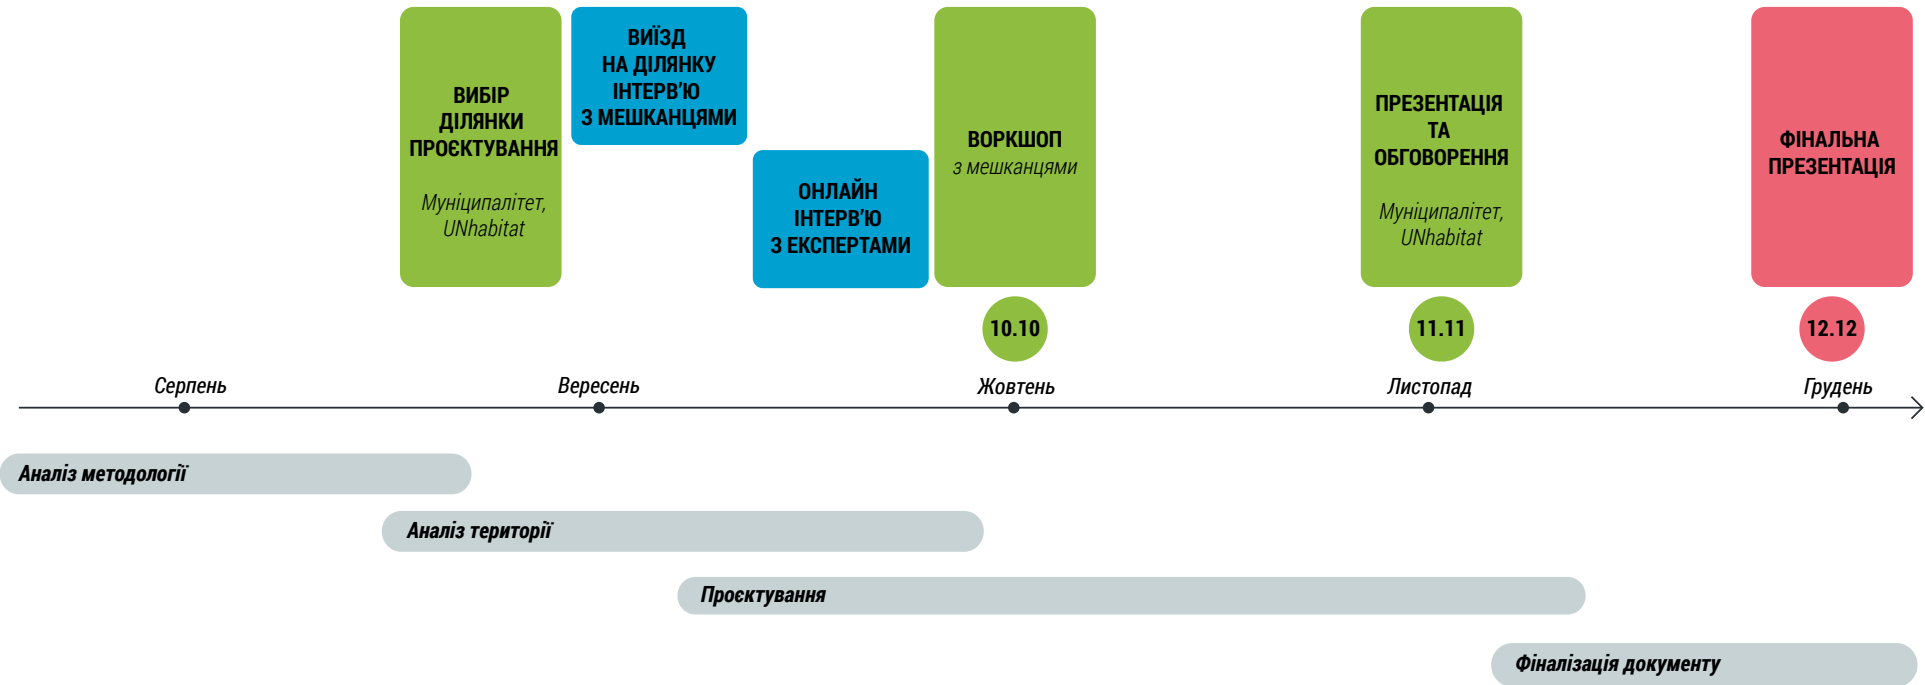 ВИБІР
ДІЛЯНКИ
ПРОЄКТУВАННЯ
Муніципалітет,
UNhabitat
ВИЇЗД
НА ДІЛЯНКУ
ІНТЕРВ'Ю
З МЕШКАНЦЯМИ
ОНЛАЙН
ІНТЕРВ'Ю
З ЕКСПЕРТАМИ
ВОРКШОП
з мешканцями
ПРЕЗЕНТАЦІЯ
ТА
ОБГОВОРЕННЯ
Муніципалітет,
UNhabitat
ФІНАЛЬНА
ПРЕЗЕНТАЦІЯ
10.10
11.11
12.12
Серпень
Вересень
Жовтень
Листопад
Грудень
Аналіз методології
Аналіз території
Проєктування
Фіналізація документу